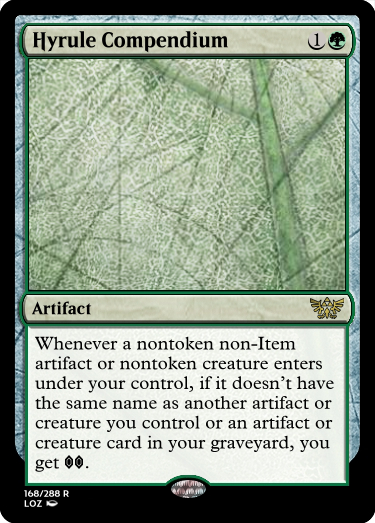 Hyrule Compendium 1
Artifact
Whenever a nontoken non-Item
artifact or nontoken creature enters
under your control, if it doesn't have
the same name as another artifact or
creature you control or an artifact or
creature card in your graveyard, you
get.
168/288 R
LOZ